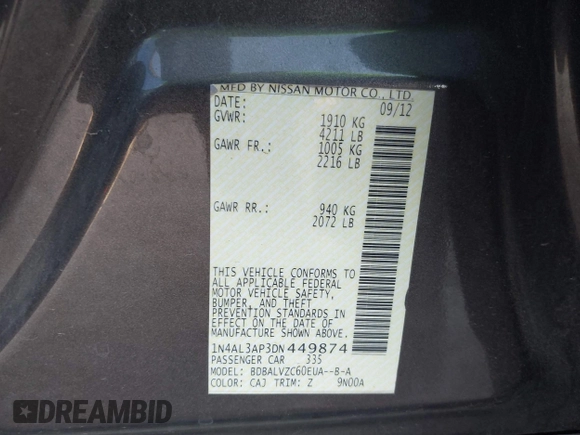 MFD BY NISSAN MOTOR CO., LTD.
DATE: 09/12
GVWR: 1910 KG
4211 LB
GAWR FR.: 1005 KG
2216 LB
GAWR RR.: 940 KG
2072 LB
THIS VEHICLE CONFORMS TO
ALL APPLICABLE FEDERAL
MOTOR VEHICLE SAFETY,
BUMPER, AND THEFT
PREVENTION STANDARDS IN
EFFECT ON THE DATE OF
MANUFACTURE SHOWN ABOVE.
1N4AL3AP3DN449874
PASSENGER CAR 335
MODEL: BDBALVZC60EUA--B-A
COLOR: CAJ TRIM: Z 9N00A
DREAMBID
DREAMBID